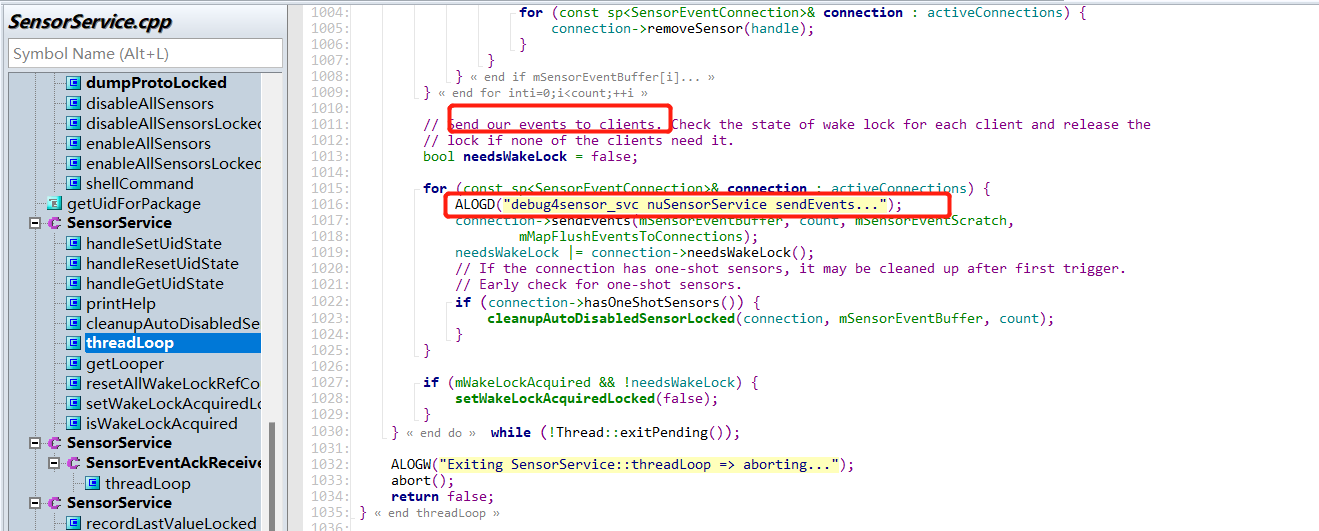 SensorService.cpp
Symbol Name (Alt+L)
dumpProtoLocked
disableAllSensors
disableAllSensorsLocked
enableAllSensors
enableAllSensorsLocked
shellCommand
getUidForPackage
SensorService
handleSetUidState
handleResetUidState
handleGetUidState
printHelp
cleanupAutoDisabledSe
threadLoop
getLooper
resetAllWakeLockRefCo
setWakeLockAcquiredLo
isWakeLockAcquired
SensorService
SensorEventAckReceive
threadLoop
SensorService
recordLastValueLocked
1004: for (const sp<SensorEventConnection>& connection : activeConnections) {
1005: connection->removeSensor(handle);
1006: }
1007: }
1008: } « end if mSensorEventBuffer[i]... »
1009: } « end for inti=0;i<count;++i »
1010:
1011: // Send our events to clients. Check the state of wake lock for each client and release the
1012: // lock if none of the clients need it.
1013: bool needsWakeLock = false;
1014:
1015: for (const sp<SensorEventConnection>& connection : activeConnections) {
1016: ALOGD("debug4sensor_svc nuSensorService sendEvents...");
1017: connection->sendEvents(mSensorEventBuffer, count, mSensorEventScratch,
1018: mMapFlushEventsToConnections);
1019: needsWakeLock |= connection->needsWakeLock();
1020: // If the connection has one-shot sensors, it may be cleaned up after first trigger.
1021: // Early check for one-shot sensors.
1022: if (connection->hasOneShotSensors()) {
1023: cleanupAutoDisabledSensorLocked(connection, mSensorEventBuffer, count);
1024: }
1025: }
1026:
1027: if (mWakeLockAcquired && !needsWakeLock) {
1028: setWakeLockAcquiredLocked(false);
1029: }
1030: } « end do » while (!Thread::exitPending());
1031:
1032: ALOGW("Exiting SensorService::threadLoop => aborting...");
1033: abort();
1034: return false;
1035: } « end threadLoop »
1036: